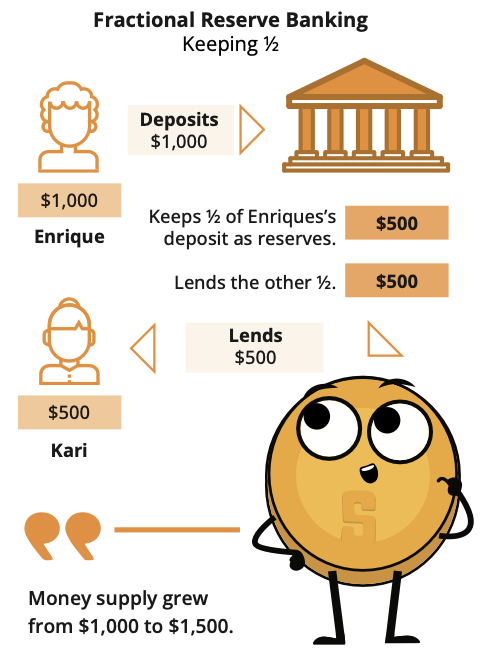 Fractional Reserve Banking
Keeping ½
Deposits
$1,000
$1,000
Enrique
Keeps ½ of Enriques’s
deposit as reserves.
$500
Lends the other ½.
$500
Lends
$500
$500
Kari
S
Money supply grew
from $1,000 to $1,500.